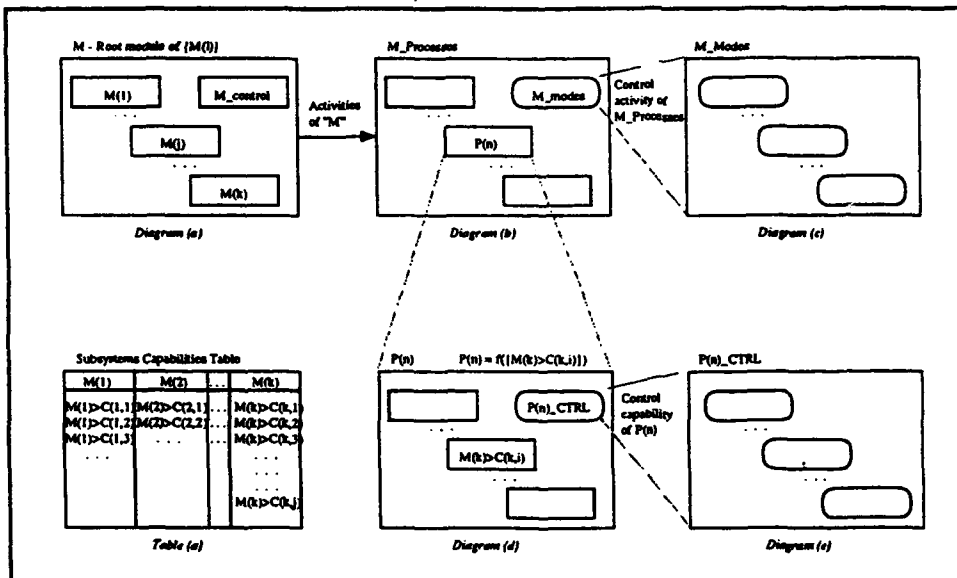 M - Root module of {M(i)}
M(1)
M_control
. . .
M(j)
. . .
M(k)
Diagram (a)
Activities
of "M"
M_Processes
M_modes
. . .
P(n)
. . .
Diagram (b)
Control
activity of
M_Processes
M_Modes
. . .
. . .
Diagram (c)
Subsystems Capabilities Table
M(1) M(2) ... M(k)
M(1)>C(1,1) M(2)>C(2,1) ... M(k)>C(k,1)
M(1)>C(1,2) M(2)>C(2,2) ... M(k)>C(k,2)
M(1)>C(1,3) . . . ... M(k)>C(k,3)
. . . . . .
. . .
. . .
M(k)>C(k,j)
Table (a)
P(n) P(n) = f({M(k)>C(k,i)})
P(n)_CTRL
. . .
M(k)>C(k,i)
. . .
Diagram (d)
Control
capability
of P(n)
P(n)_CTRL
. . .
. . .
Diagram (e)